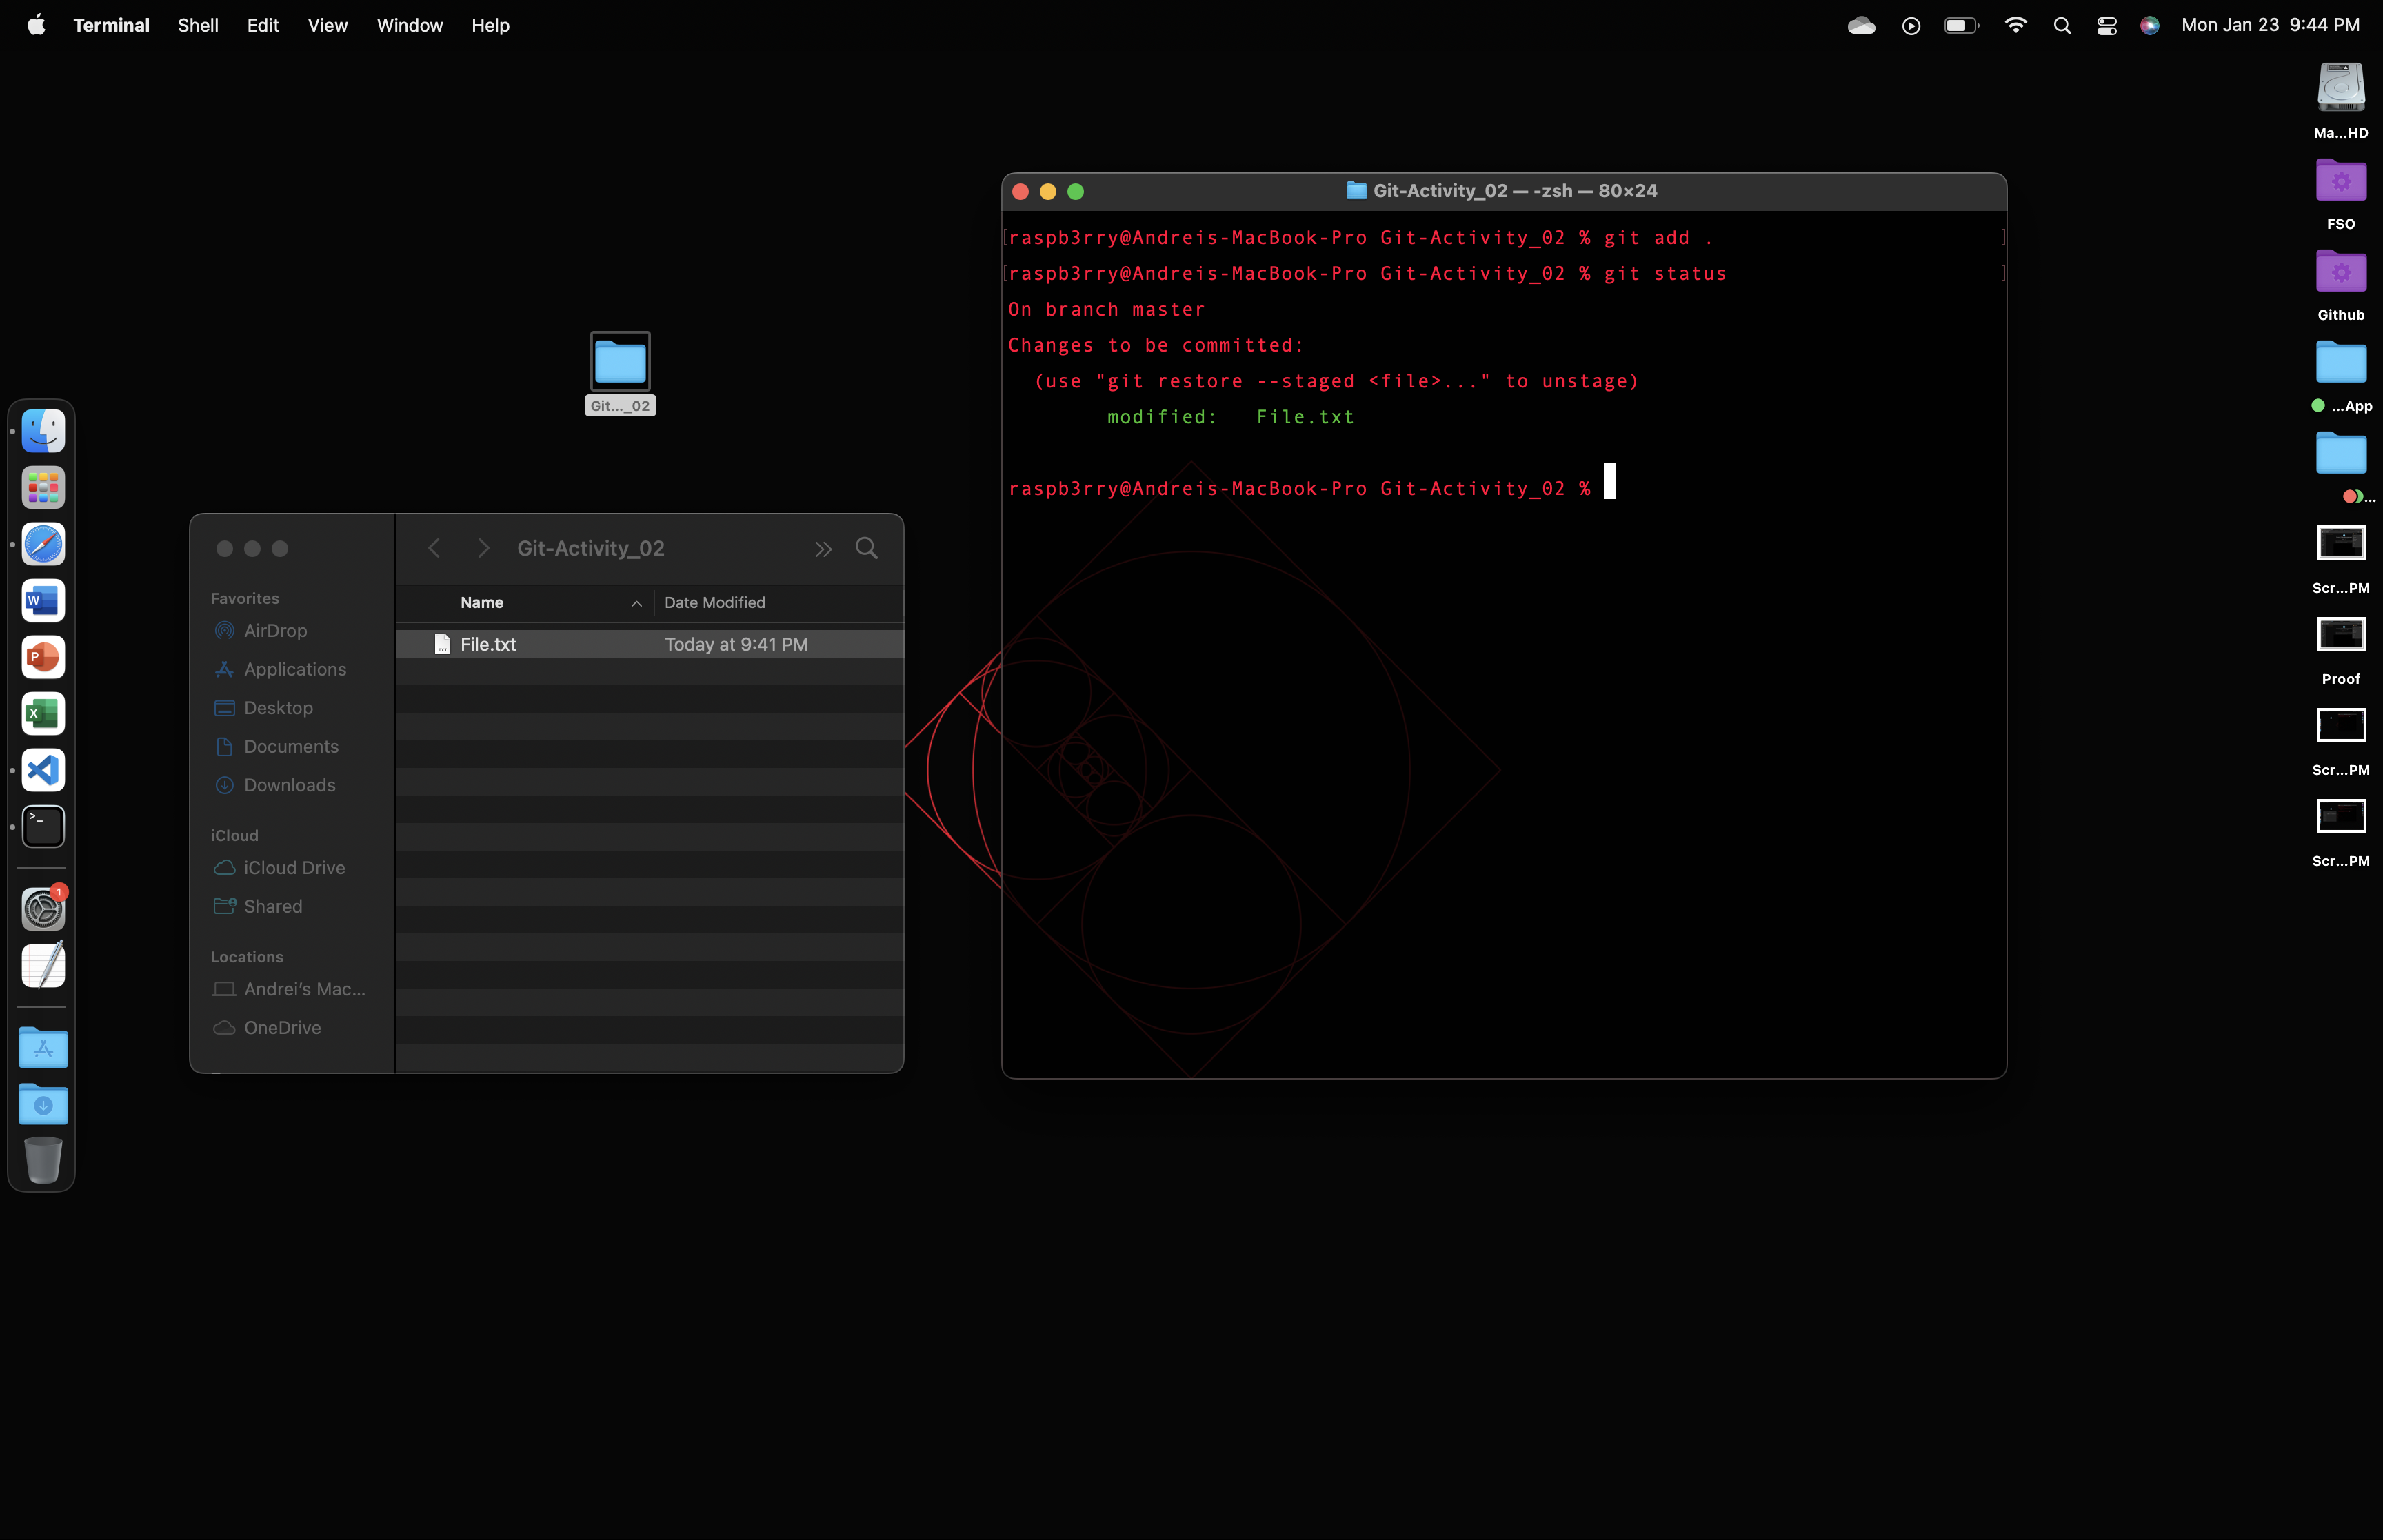 Terminal Shell Edit View Window Help Mon Jan 23 9:44 PM
Ma...HD
FSO
Github
...App
...
Scr...PM
Proof
Scr...PM
Scr...PM
Git..._02
Git-Activity_02
Favorites
AirDrop
Applications
Desktop
Documents
Downloads
iCloud
iCloud Drive
Shared
Locations
Andrei's Mac...
OneDrive
Name Date Modified
File.txt Today at 9:41 PM
Git-Activity_02 — -zsh — 80×24
[raspb3rry@Andreis-MacBook-Pro Git-Activity_02 % git add . ]
[raspb3rry@Andreis-MacBook-Pro Git-Activity_02 % git status ]
On branch master
Changes to be committed:
(use "git restore --staged <file>..." to unstage)
modified: File.txt
raspb3rry@Andreis-MacBook-Pro Git-Activity_02 %
W
P
X
>_
1